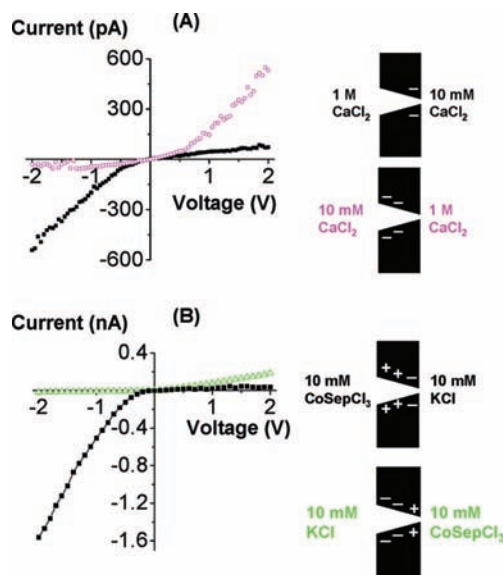 Current (pA) (A)
600
300
-2 -1 1 2
Voltage (V)
-300
-600
1 M 10 mM
CaCl₂ CaCl₂
10 mM 1 M
CaCl₂ CaCl₂
Current (nA) (B)
0.4
-2 -1 0.0 1 2
Voltage (V)
-0.4
-0.8
-1.2
-1.6
10 mM 10 mM
CoSepCl₃ KCl
10 mM 10 mM
KCl CoSepCl₃